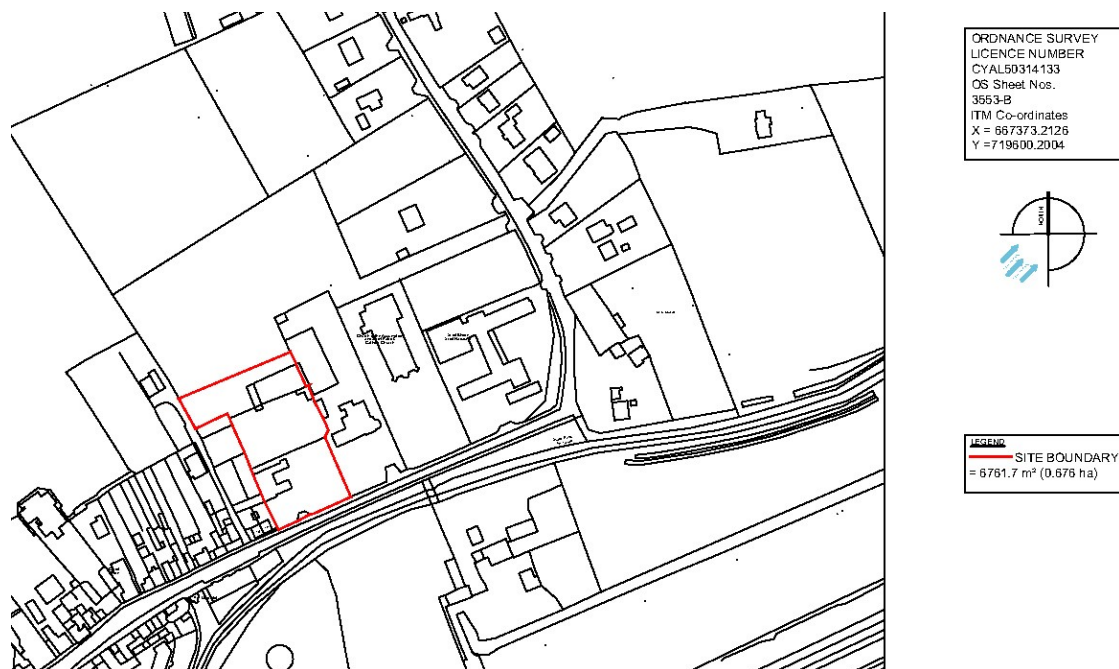 ORDNANCE SURVEY
LICENCE NUMBER
CYAL50314133
OS Sheet Nos.
3553-B
ITM Co-ordinates
X = 667373.2126
Y =719600.2004
NORTH
LEGEND
SITE BOUNDARY
= 6761.7 m² (0.676 ha)